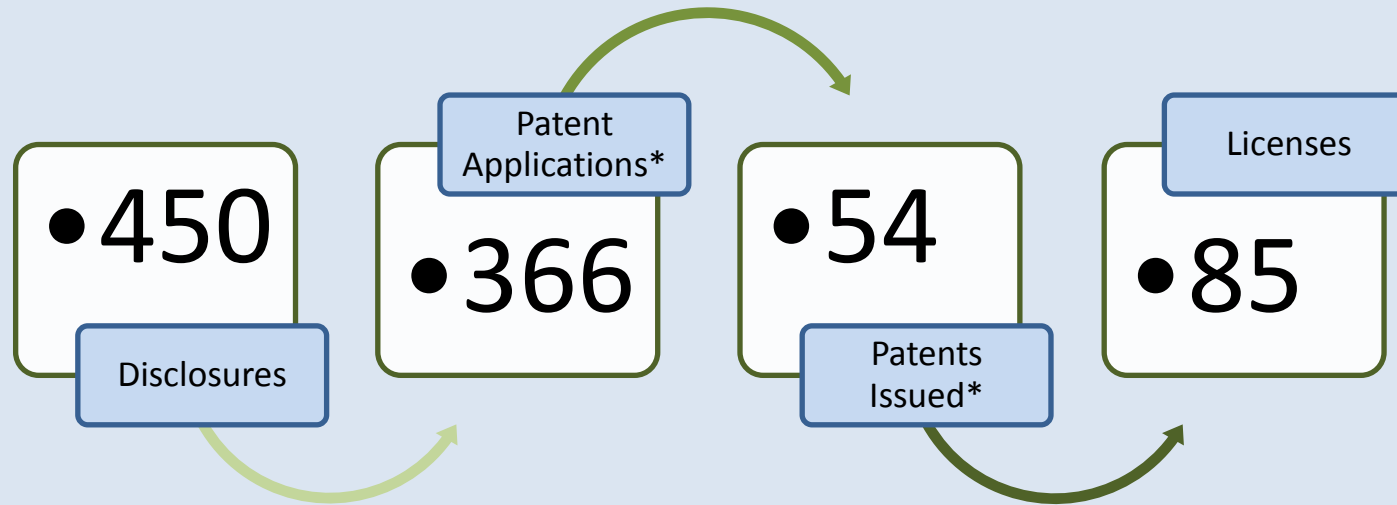 • 450
Disclosures
Patent
Applications*
• 366
• 54
Patents
Issued*
Licenses
• 85